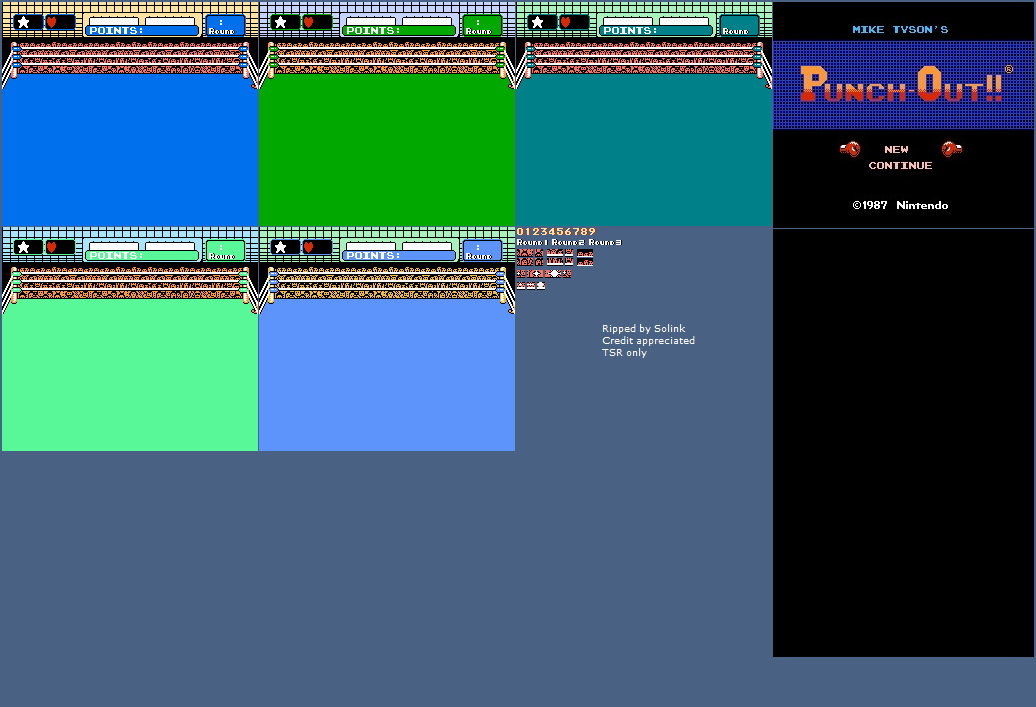 POINTS:
:
Round
POINTS:
:
Round
POINTS:
Round
MIKE TYSON'S
PUNCH-OUT!!®
NEW
CONTINUE
©1987 Nintendo
POINTS:
:
Round
POINTS:
:
Round
0123456789
Round 1 Round 2 Round 3
Ripped by Solink
Credit appreciated
TSR only